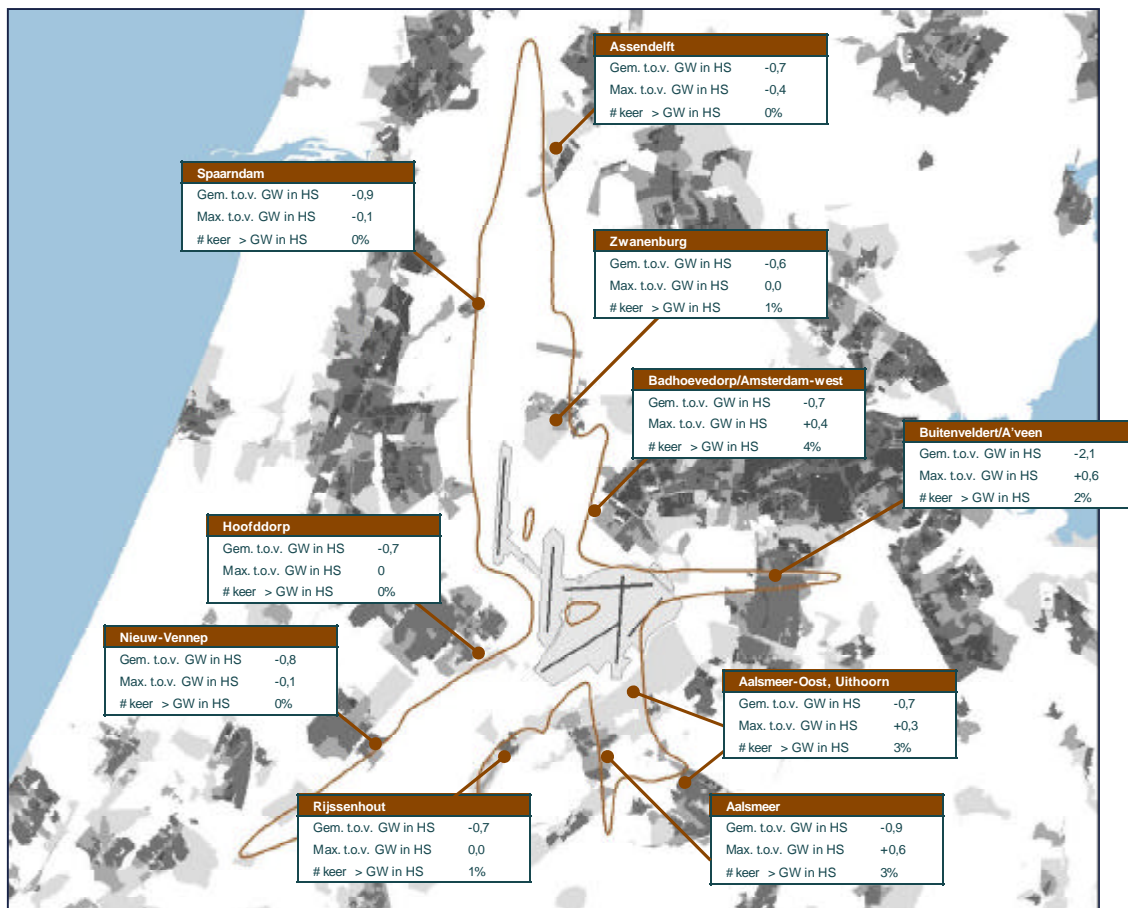 Assendelft
Gem. t.o.v. GW in HS -0,7
Max. t.o.v. GW in HS -0,4
# keer > GW in HS 0%
Spaarndam
Gem. t.o.v. GW in HS -0,9
Max. t.o.v. GW in HS -0,1
# keer > GW in HS 0%
Zwanenburg
Gem. t.o.v. GW in HS -0,6
Max. t.o.v. GW in HS 0,0
# keer > GW in HS 1%
Badhoevedorp/Amsterdam-west
Gem. t.o.v. GW in HS -0,7
Max. t.o.v. GW in HS +0,4
# keer > GW in HS 4%
Buitenveldert/A'veen
Gem. t.o.v. GW in HS -2,1
Max. t.o.v. GW in HS +0,6
# keer > GW in HS 2%
Hoofddorp
Gem. t.o.v. GW in HS -0,7
Max. t.o.v. GW in HS 0
# keer > GW in HS 0%
Nieuw-Vennep
Gem. t.o.v. GW in HS -0,8
Max. t.o.v. GW in HS -0,1
# keer > GW in HS 0%
Aalsmeer-Oost, Uithoorn
Gem. t.o.v. GW in HS -0,7
Max. t.o.v. GW in HS +0,3
# keer > GW in HS 3%
Rijssenhout
Gem. t.o.v. GW in HS -0,7
Max. t.o.v. GW in HS 0,0
# keer > GW in HS 1%
Aalsmeer
Gem. t.o.v. GW in HS -0,9
Max. t.o.v. GW in HS +0,6
# keer > GW in HS 3%